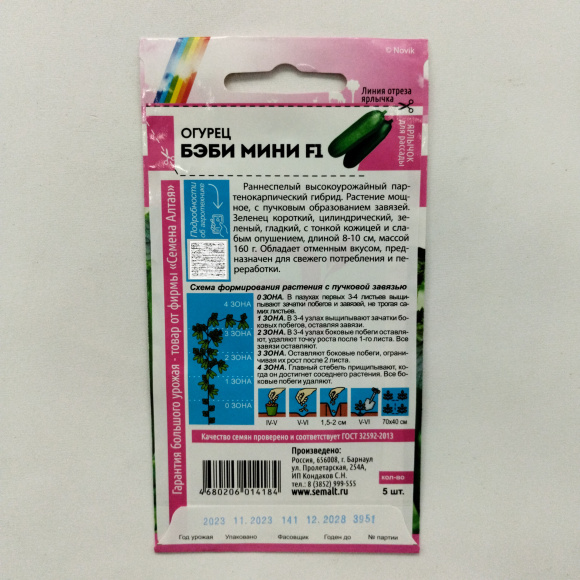 © Novik
Линия отреза
ярлычка
ЯРЛЫЧОК
для рассады
ОГУРЕЦ
БЭБИ МИНИ F1
Подробности
об агротехнике
Раннеспелый высокоурожайный пар-
тенокарпический гибрид. Растение мощ-
ное, с пучковым образованием завязей.
Зеленец короткий, цилиндрический, зе-
леный, гладкий, с тонкой кожицей и сла-
бым опушением, длиной 8-10 см, массой
160 г. Обладает отменным вкусом, пред-
назначен для свежего потребления и пе-
реработки.
Схема формирования растения с пучковой завязью
4 ЗОНА
3 ЗОНА
2 ЗОНА
1 ЗОНА
0 ЗОНА
0 ЗОНА. В пазухах первых 3-4 листьев выщи-
пывают зачатки побегов и завязей, не трогая са-
мих листьев.
1 ЗОНА. В 3-4 узлах выщипывают зачатки бо-
ковых побегов, оставляя завязи.
2 ЗОНА. В 3-4 узлах боковые побеги оставля-
ют, удаляют точку роста после 1-го листа. Все
завязи оставляют.
3 ЗОНА. Оставляют боковые побеги, ограни-
чивая их рост после 2 листа.
4 ЗОНА. Главный стебель прищипывают, ко-
гда он достигнет соседнего растения. Все бо-
ковые побеги удаляют.
IV-V V-VI 1,5-2 см V-VI 70х40 см
Качество семян проверено и соответствует ГОСТ 32592-2013
Гарантия большого урожая - товар от фирмы «Семена Алтая»
4 680206 014184
Произведено:
Россия, 656008, г. Барнаул
ул. Пролетарская, 254А,
ИП Кондаков С.Н.
тел.: 8 (3852) 999-555
www.semalt.ru
кол-во
5 шт.
2023 11.2023 141 12.2028 3951
Год урожая Упаковано Фасовщик Годен до № партии